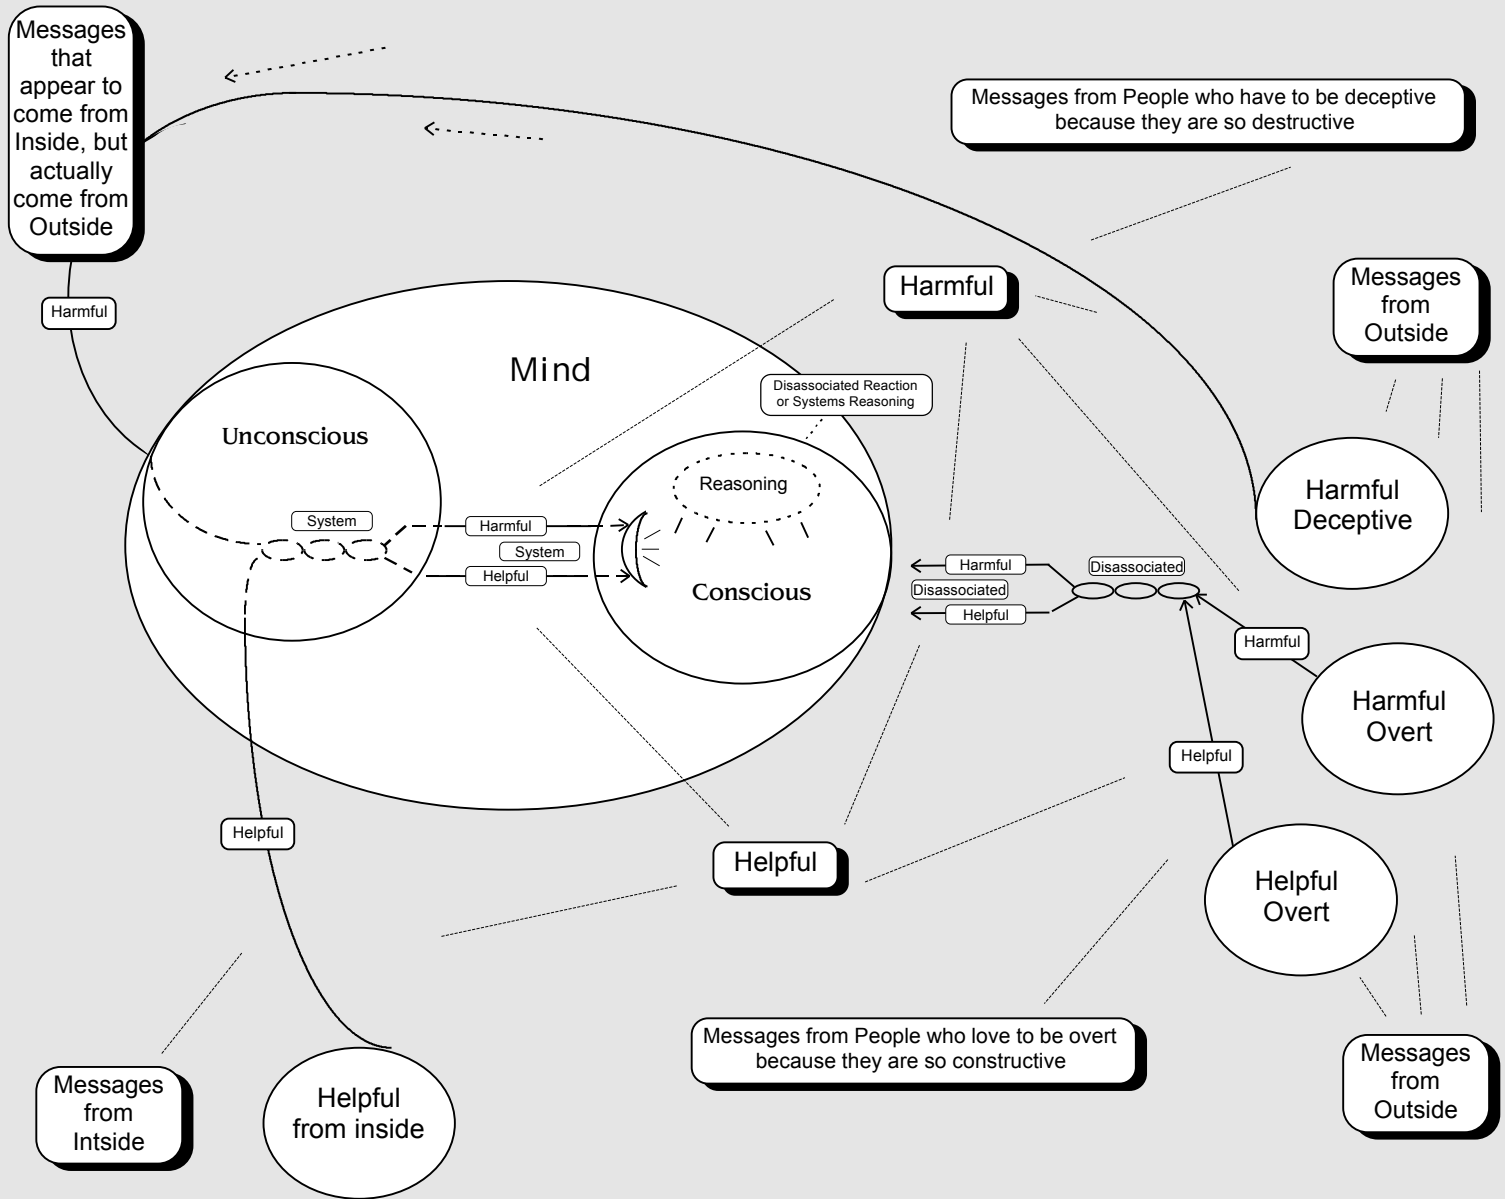 Messages
that
appear to
come from
Inside, but
actually
come from
Outside
Messages from People who have to be deceptive
because they are so destructive
Harmful
Messages
from
Outside
Harmful
Mind
Disassociated Reaction
or Systems Reasoning
Unconscious
Reasoning
Harmful
Deceptive
System
Harmful
System
Helpful
Conscious
Harmful
Disassociated
Helpful
Disassociated
Harmful
Harmful
Overt
Helpful
Helpful
Helpful
Helpful
Overt
Messages from People who love to be overt
because they are so constructive
Messages
from
Outside
Messages
from
Intside
Helpful
from inside